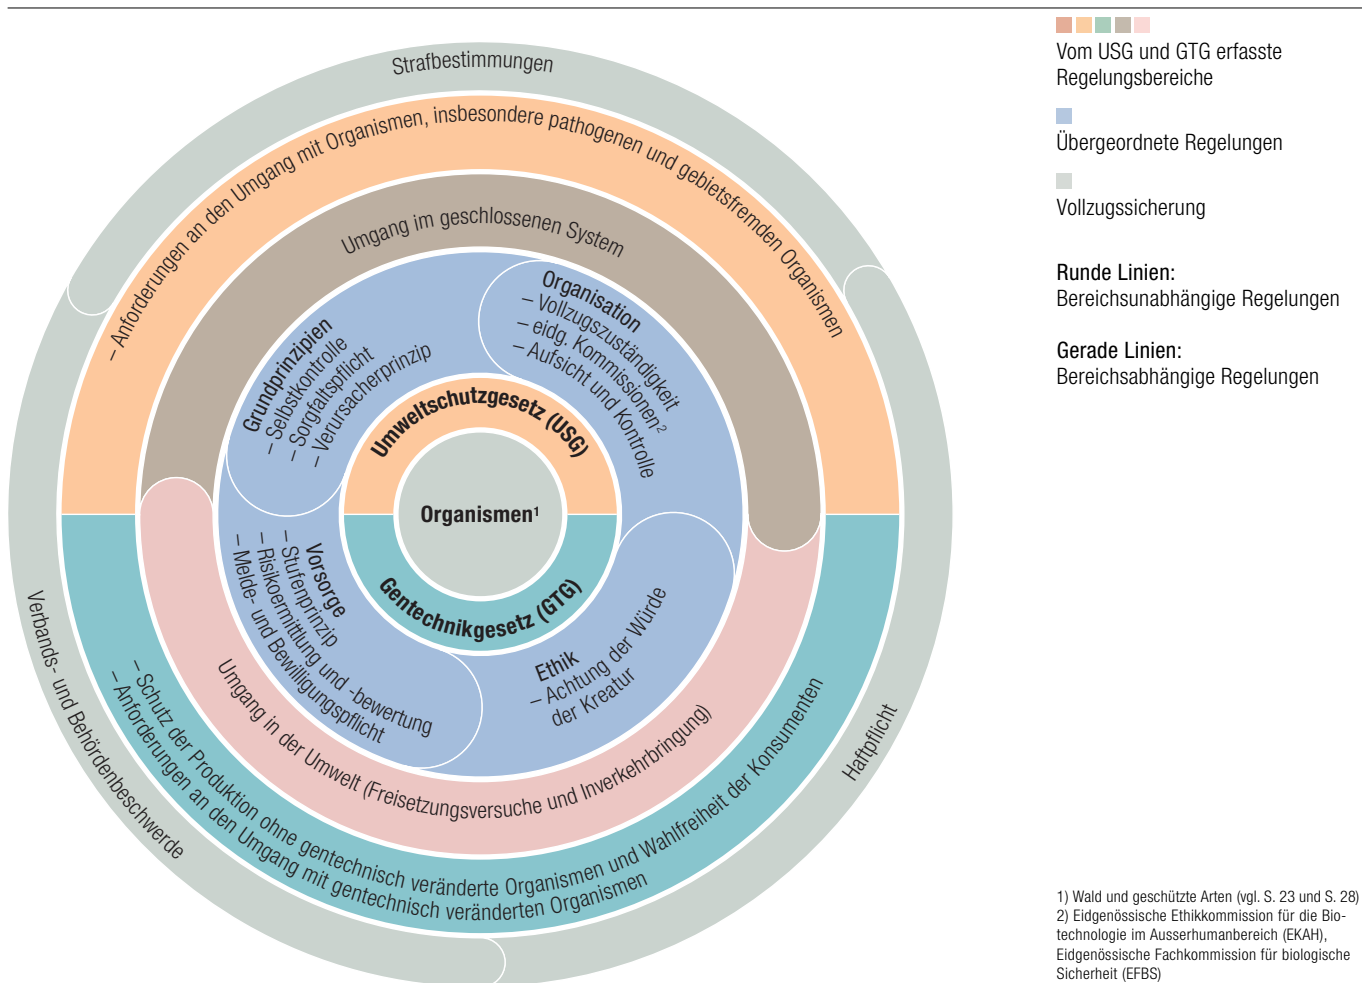 Strafbestimmungen
– Anforderungen an den Umgang mit Organismen, insbesondere pathogenen und gebietsfremden Organismen
Umgang im geschlossenen System
Grundprinzipien
– Selbstkontrolle
– Sorgfaltspflicht
– Verursacherprinzip
Organisation
– Vollzugszuständigkeit
– eidg. Kommissionen²
– Aufsicht und Kontrolle
Umweltschutzgesetz (USG)
Organismen¹
Gentechnikgesetz (GTG)
Vorsorge
– Stufenprinzip
– Risikoermittlung und -bewertung
– Melde- und Bewilligungspflicht
Ethik
– Achtung der Würde
der Kreatur
Umgang in der Umwelt (Freisetzungsversuche und Inverkehrbringung)
– Schutz der Produktion ohne gentechnisch veränderte Organismen und Wahlfreiheit der Konsumenten
– Anforderungen an den Umgang mit gentechnisch veränderten Organismen
Verbands- und Behördenbeschwerde
Haftpflicht
Vom USG und GTG erfasste
Regelungsbereiche
Übergeordnete Regelungen
Vollzugssicherung
Runde Linien:
Bereichsunabhängige Regelungen
Gerade Linien:
Bereichsabhängige Regelungen
1) Wald und geschützte Arten (vgl. S. 23 und S. 28)
2) Eidgenössische Ethikkommission für die Bio-
technologie im Ausserhumanbereich (EKAH),
Eidgenössische Fachkommission für biologische
Sicherheit (EFBS)